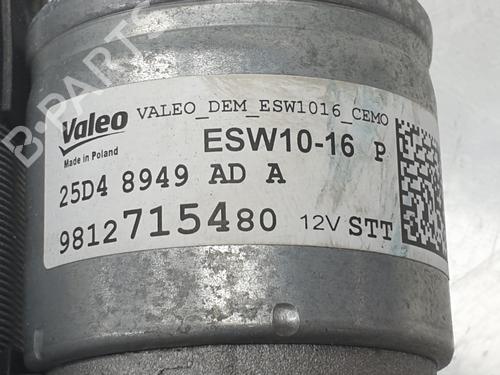 VALEO_DEM_ESW1016_CEMO
Valeo
ESW10-16 P
Made in Poland
25D4 8949 AD A
9812715480 12V STT
B-PARTS